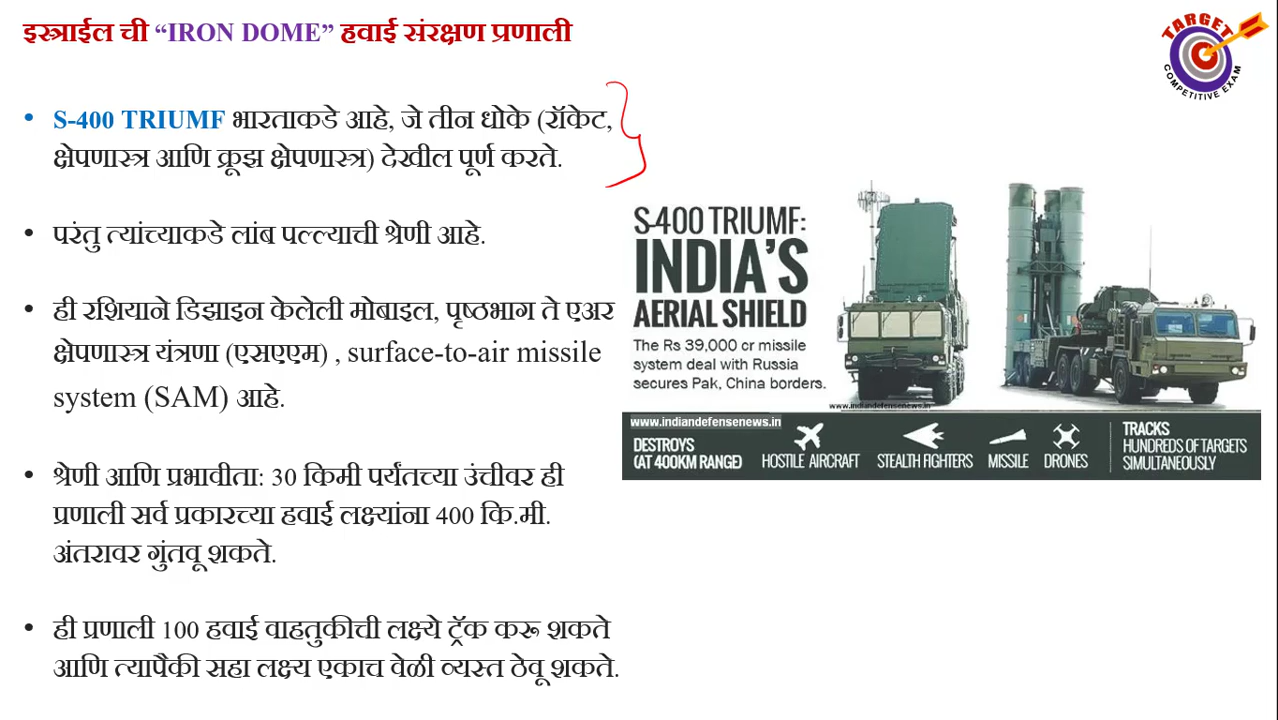 इस्त्राईल ची “IRON DOME” हवाई संरक्षण प्रणाली
TARGET
COMPETITIVE EXAM
• S-400 TRIUMF भारताकडे आहे, जे तीन धोके (रॉकेट,
क्षेपणास्त्र आणि क्रूझ क्षेपणास्त्र) देखील पूर्ण करते.
• परंतु त्यांच्याकडे लांब पल्ल्याची श्रेणी आहे.
• ही रशियाने डिझाइन केलेली मोबाइल, पृष्ठभाग ते एअर
क्षेपणास्त्र यंत्रणा (एसएएम) , surface-to-air missile
system (SAM) आहे.
• श्रेणी आणि प्रभावीता: 30 किमी पर्यंतच्या उंचीवर ही
प्रणाली सर्व प्रकारच्या हवाई लक्ष्यांना 400 कि.मी.
अंतरावर गुंतवू शकते.
• ही प्रणाली 100 हवाई वाहतुकीची लक्ष्ये ट्रॅक करू शकते
आणि त्यापैकी सहा लक्ष्य एकाच वेळी व्यस्त ठेवू शकते.
S-400 TRIUMF:
INDIA'S
AERIAL SHIELD
The Rs 39,000 cr missile
system deal with Russia
secures Pak, China borders.
www.indiandefensenews.in
www.indiandefensenews.in
DESTROYS
(AT 400KM RANGE)
HOSTILE AIRCRAFT
STEALTH FIGHTERS
MISSILE
DRONES
TRACKS
HUNDREDS OF TARGETS
SIMULTANEOUSLY